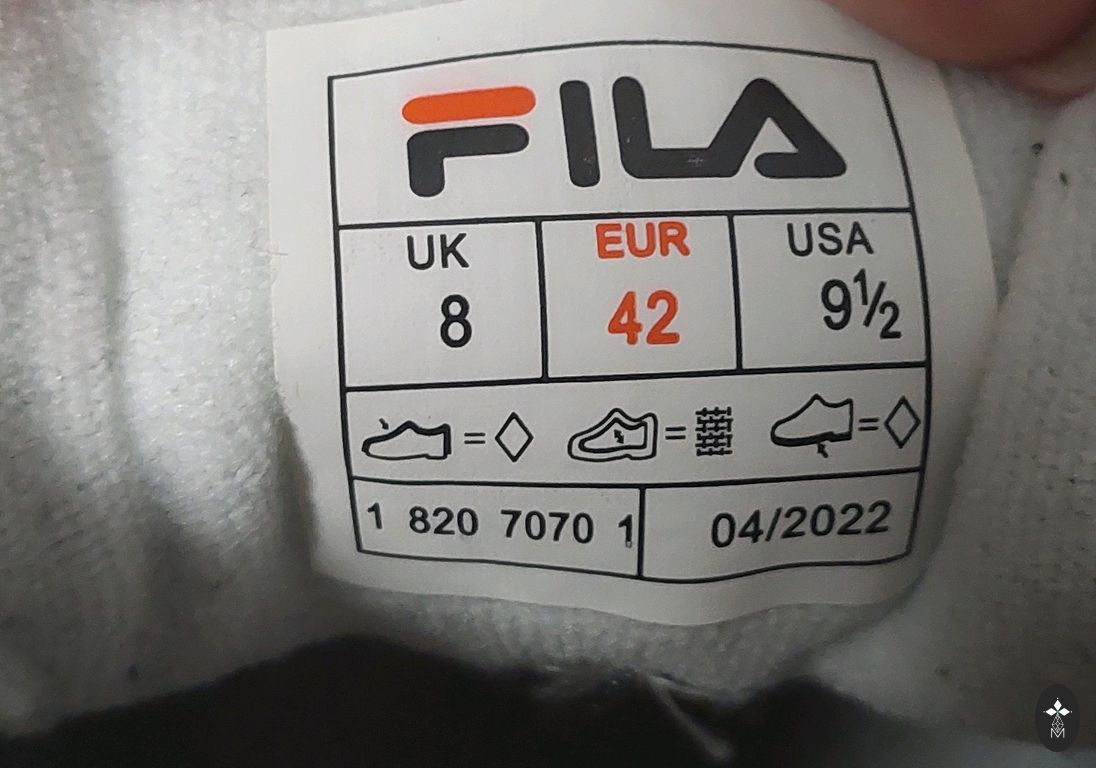 FILA
UK EUR USA
8 42 9½
= = =
1 820 7070 1 04/2022
M